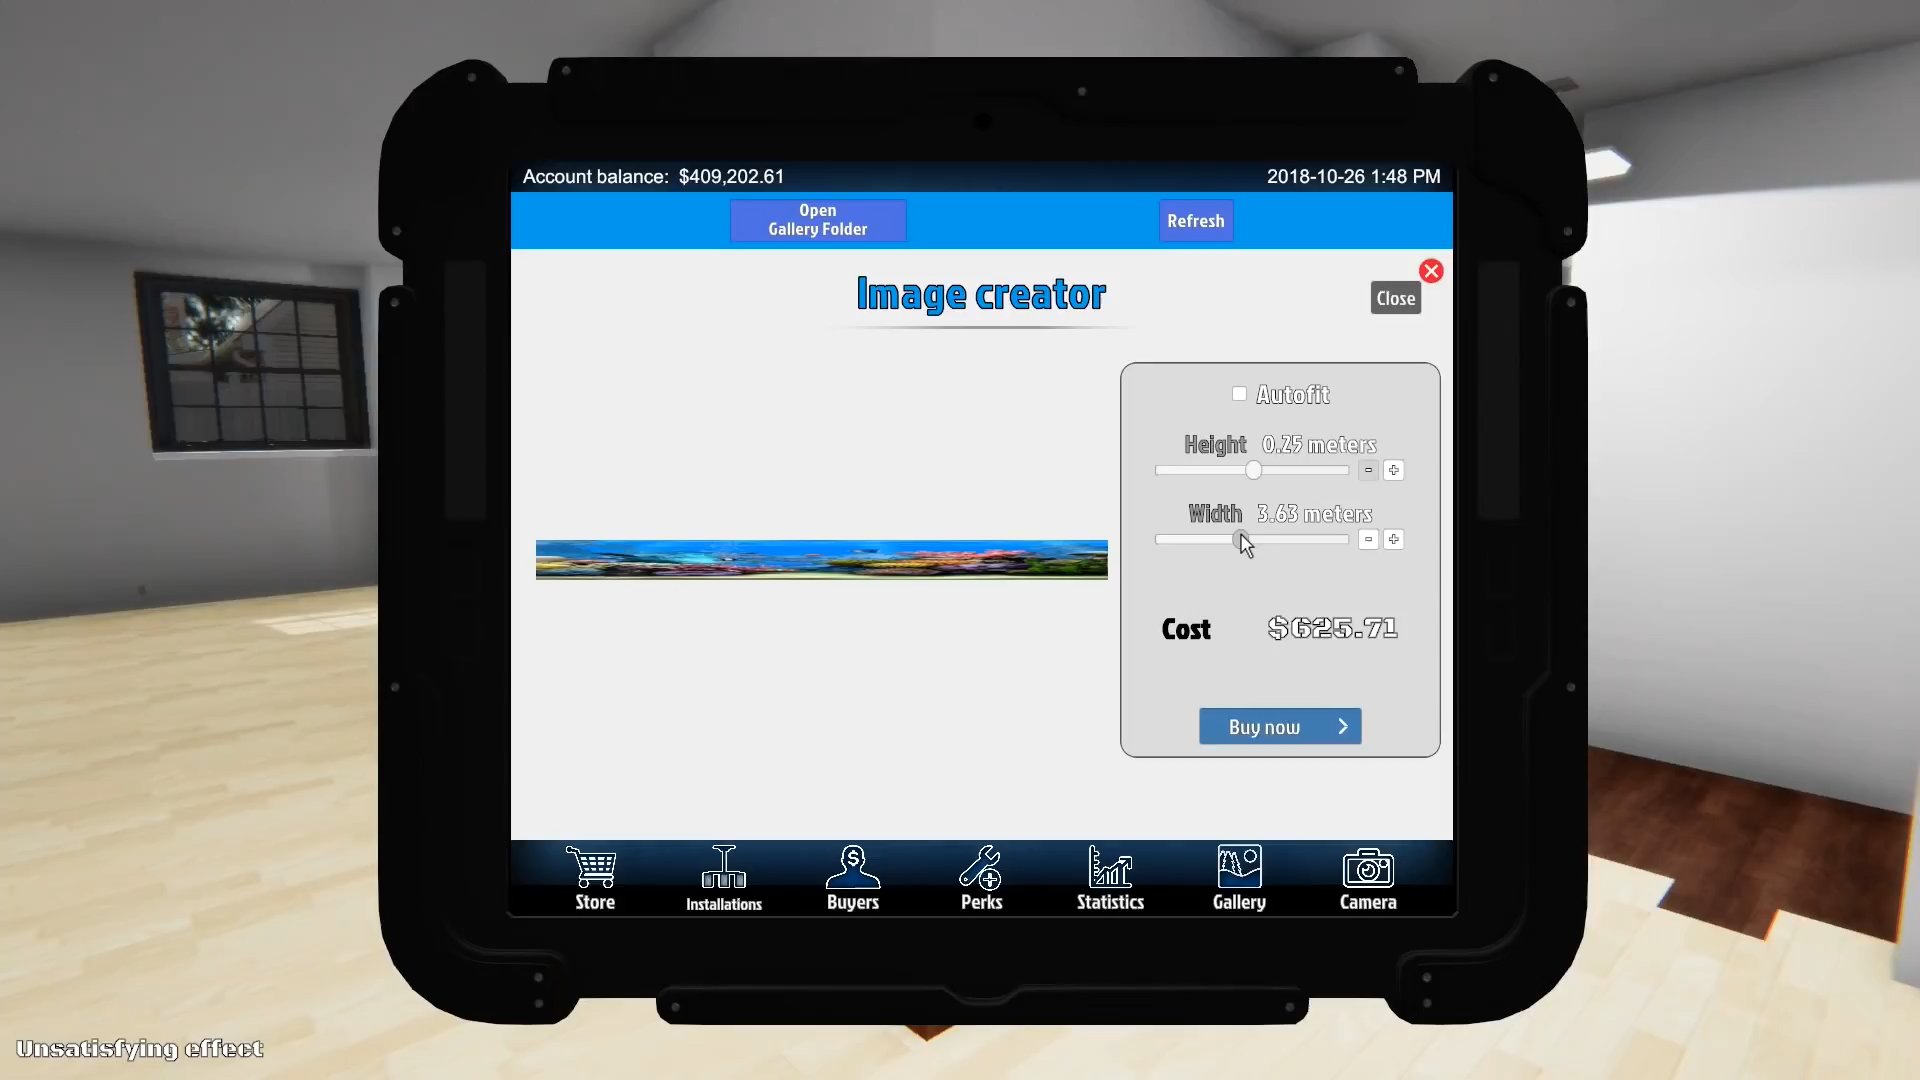 Account balance: $409,202.61
2018-10-26 1:48 PM
Open
Gallery Folder
Refresh
Image creator
Close
Autofit
Height 0.25 meters
- +
Width 3.63 meters
- +
Cost $625.71
Buy now
Store
Installations
Buyers
Perks
Statistics
Gallery
Camera
Unsatisfying effect